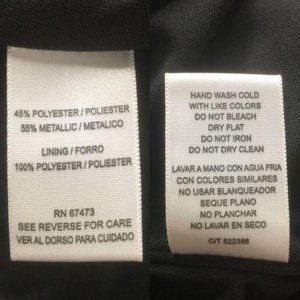 45% POLYESTER / POLIESTER
55% METALLIC / METALICO
LINING / FORRO
100% POLYESTER / POLIESTER
RN 67473
SEE REVERSE FOR CARE
VER AL DORSO PARA CUIDADO
HAND WASH COLD
WITH LIKE COLORS
DO NOT BLEACH
DRY FLAT
DO NOT IRON
DO NOT DRY CLEAN
LAVAR A MANO CON AGUA FRIA
CON COLORES SIMILARES
NO USAR BLANQUEADOR
SEQUE PLANO
NO PLANCHAR
NO LAVAR EN SECO
C/T 522386